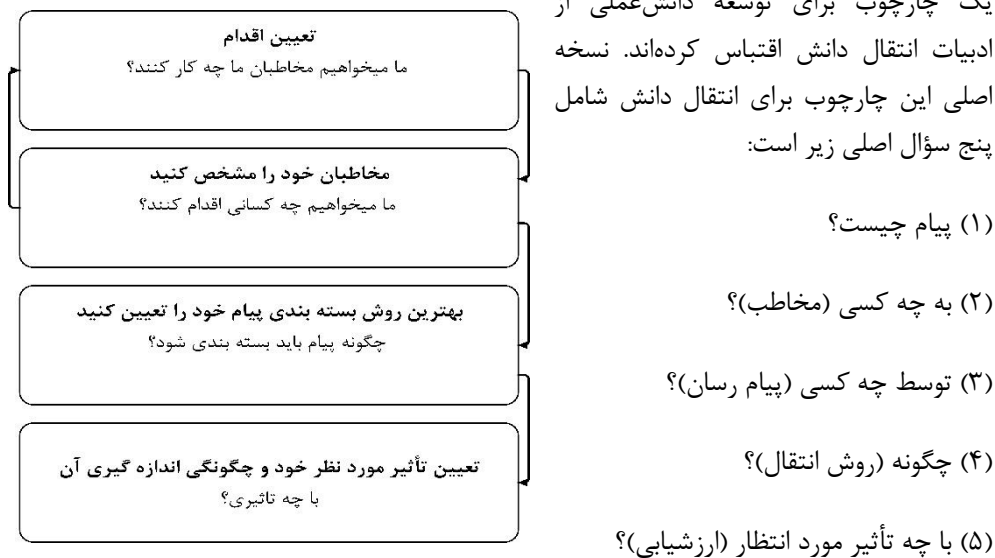 یک چارچوب برای توسعه دانش‌عملی از
ادبیات انتقال دانش اقتباس کرده‌اند. نسخه
اصلی این چارچوب برای انتقال دانش شامل
پنج سؤال اصلی زیر است:
(۱) پیام چیست؟
(۲) به چه کسی (مخاطب)؟
(۳) توسط چه کسی (پیام رسان)؟
(۴) چگونه (روش انتقال)؟
(۵) با چه تأثیر مورد انتظار (ارزشیابی)؟
تعیین اقدام
ما میخواهیم مخاطبان ما چه کار کنند؟
مخاطبان خود را مشخص کنید
ما میخواهیم چه کسانی اقدام کنند؟
بهترین روش بسته بندی پیام خود را تعیین کنید
چگونه پیام باید بسته بندی شود؟
تعیین تأثیر مورد نظر خود و چگونگی اندازه گیری آن
با چه تاثیری؟